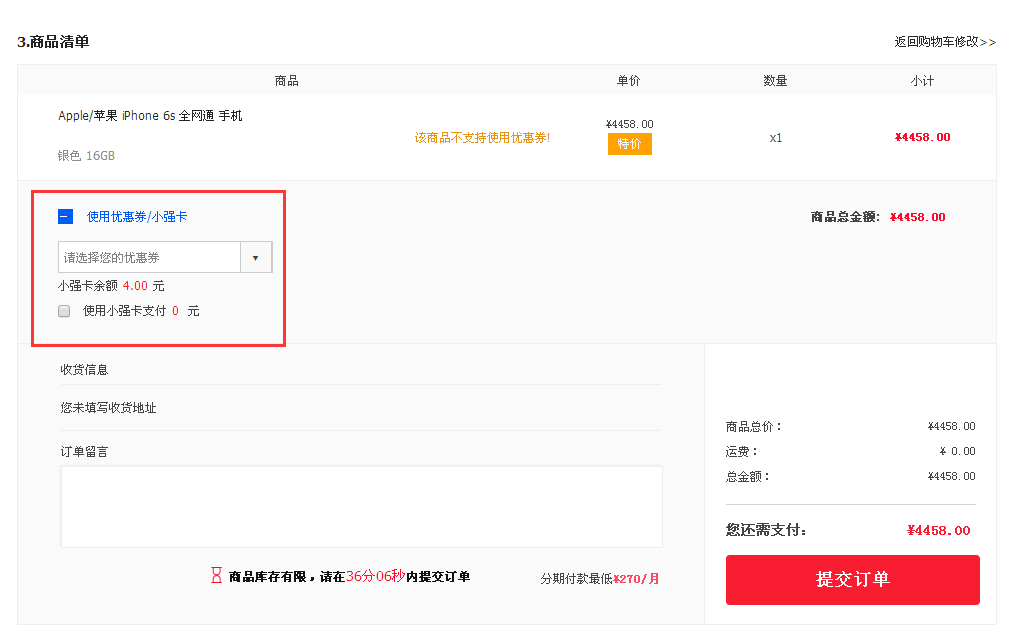 3.商品清单
返回购物车修改>>
商品 单价 数量 小计
Apple/苹果 iPhone 6s 全网通 手机
银色 16GB
该商品不支持使用优惠券!
¥4458.00
特价
x1
¥4458.00
使用优惠券/小强卡
商品总金额: ¥4458.00
请选择您的优惠券
小强卡余额 4.00 元
使用小强卡支付 0 元
收货信息
您未填写收货地址
订单留言
商品库存有限，请在36分06秒内提交订单
分期付款最低¥270/月
商品总价： ¥4458.00
运费： ¥ 0.00
总金额： ¥4458.00
您还需支付: ¥4458.00
提交订单